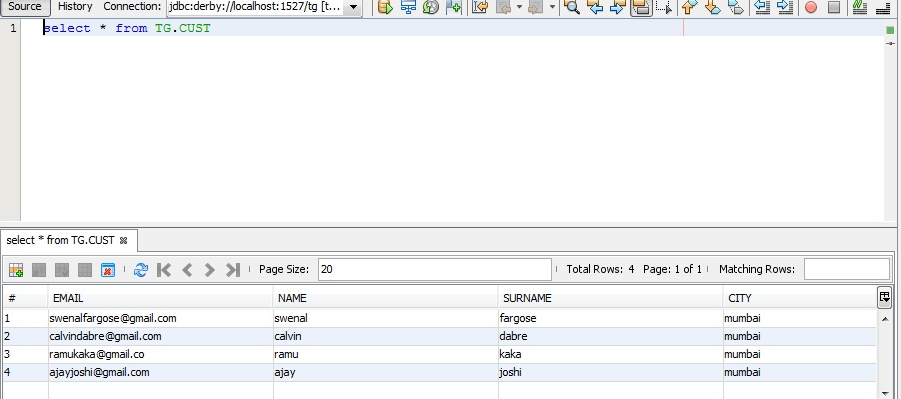 Source History Connection: jdbc:derby://localhost:1527/tg [t...
1 select * from TG.CUST
select * from TG.CUST
Page Size: 20 Total Rows: 4 Page: 1 of 1 Matching Rows:
# EMAIL NAME SURNAME CITY
1 swenalfargose@gmail.com swenal fargose mumbai
2 calvindabre@gmail.com calvin dabre mumbai
3 ramukaka@gmail.co ramu kaka mumbai
4 ajayjoshi@gmail.com ajay joshi mumbai